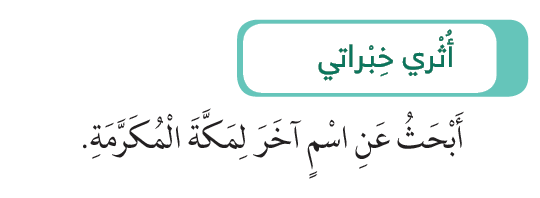 أُثْري خِبْراتي
أَبْحَثُ عَنِ اسْمٍ آخَرَ لِمَكَّةَ الْمُكَرَّمَةِ.